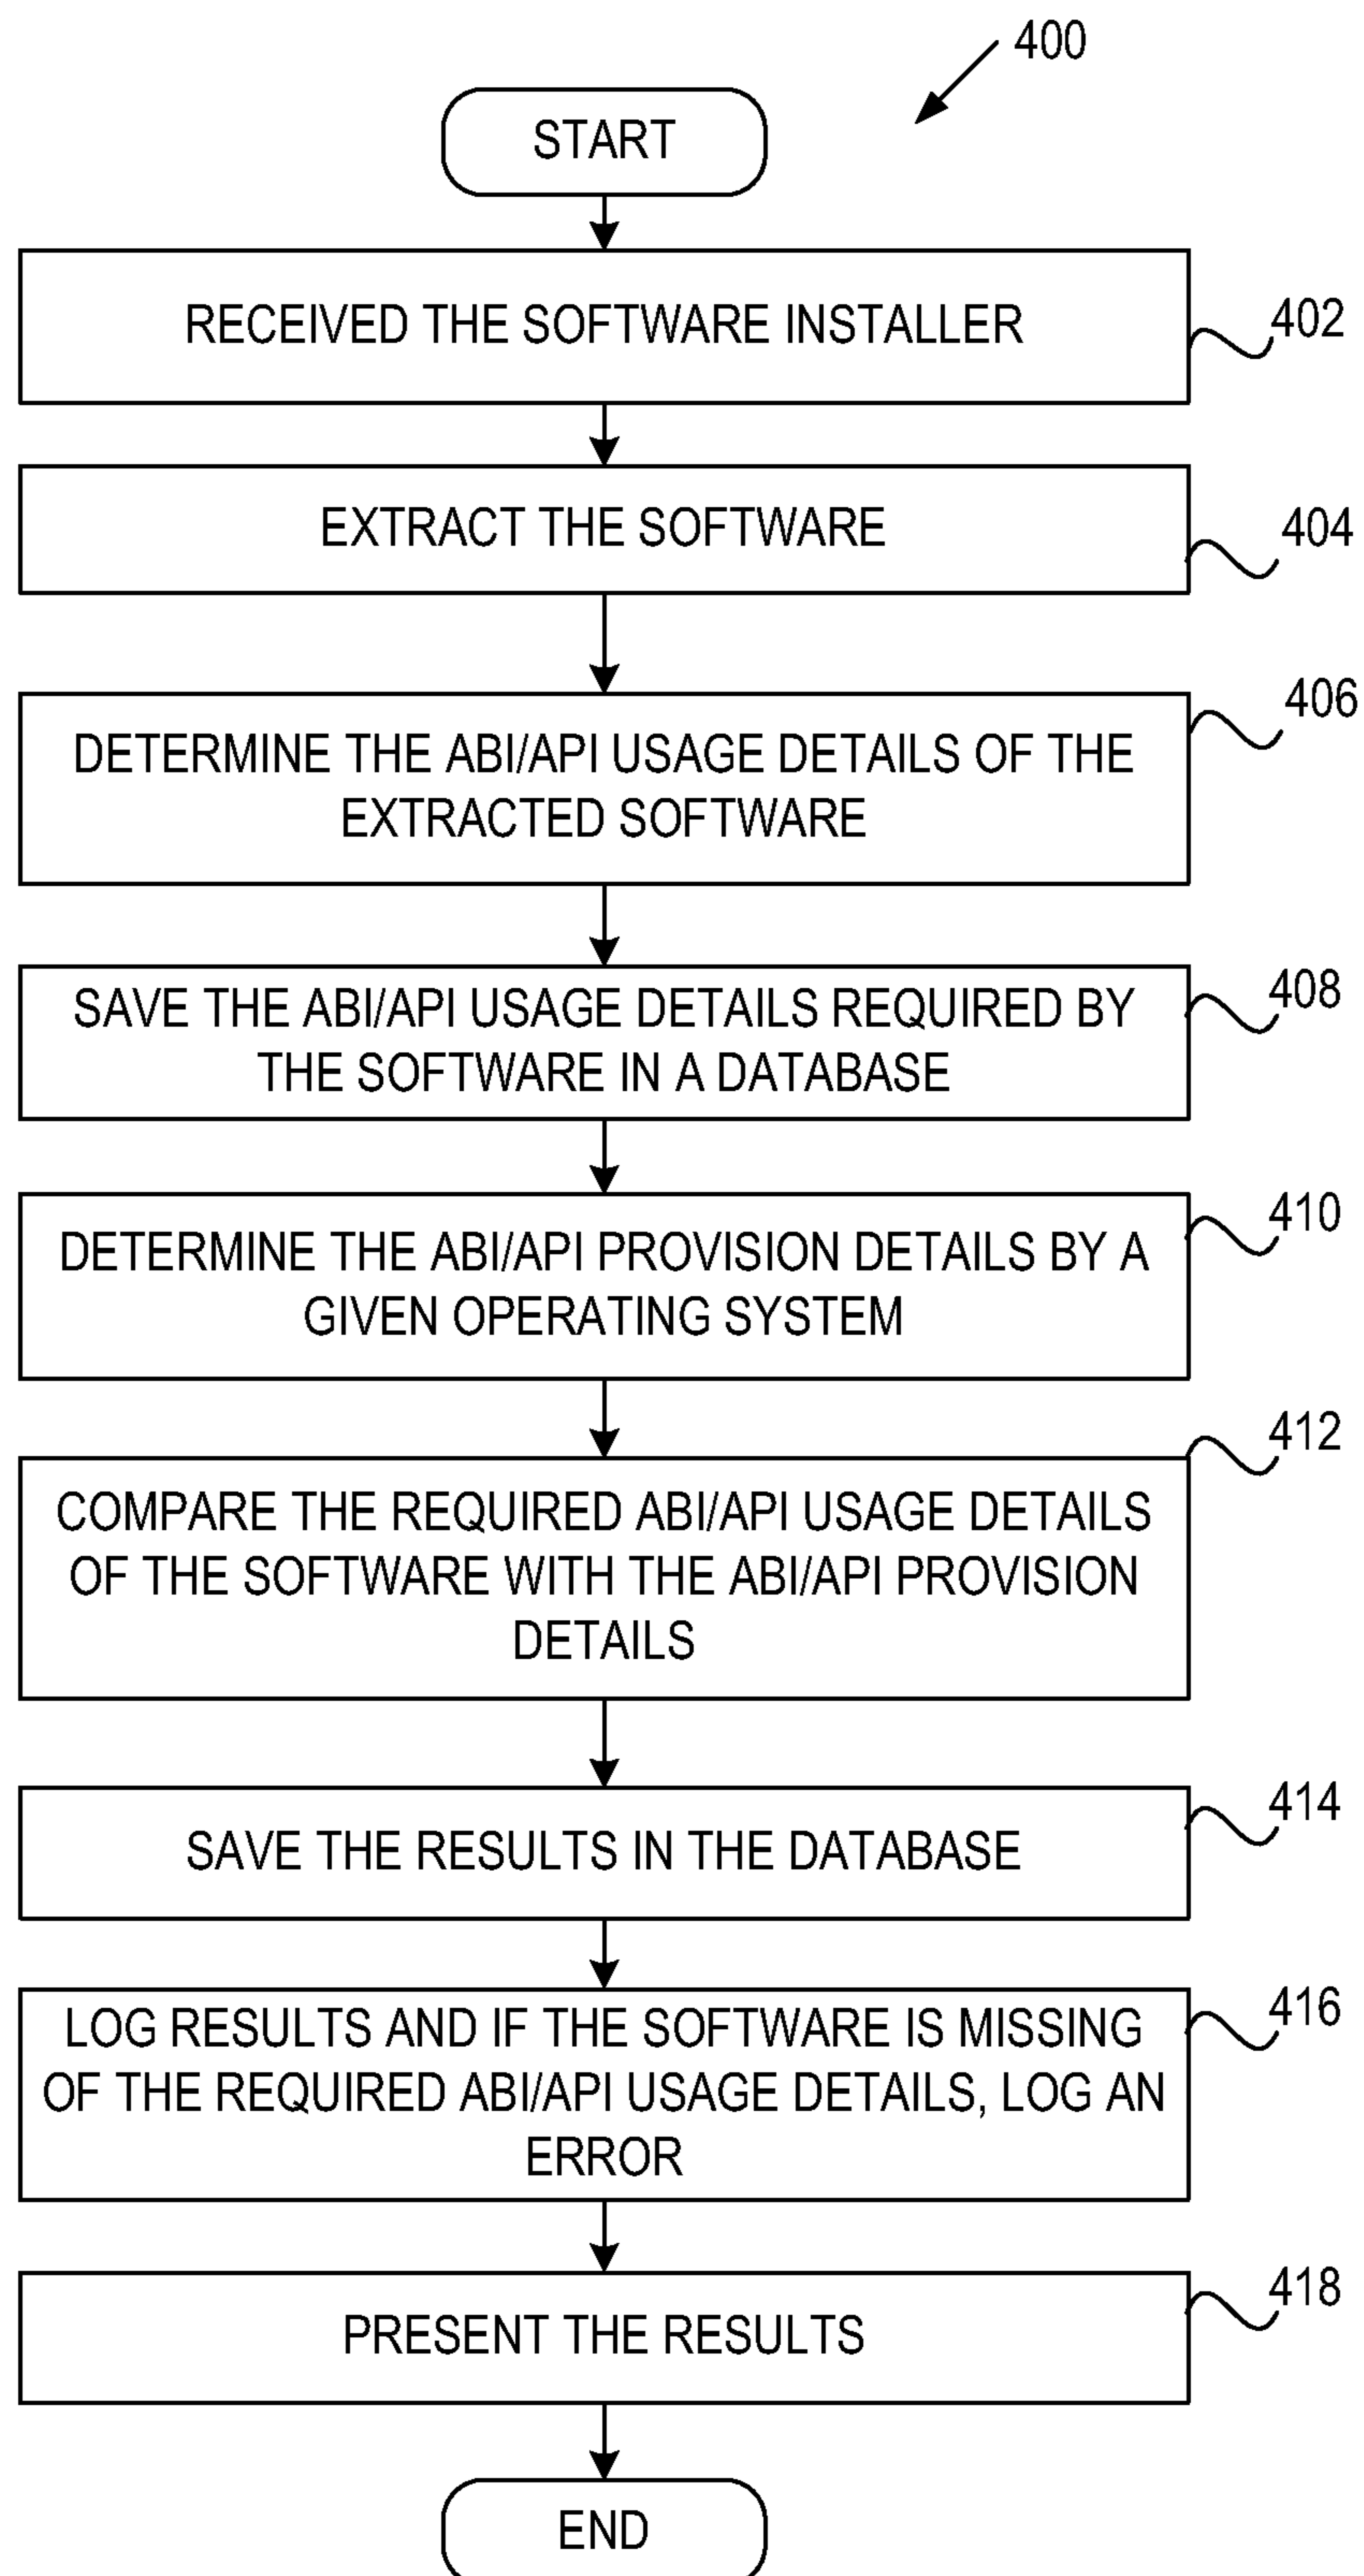 400
START
RECEIVED THE SOFTWARE INSTALLER
402
EXTRACT THE SOFTWARE
404
406
DETERMINE THE ABI/API USAGE DETAILS OF THE
EXTRACTED SOFTWARE
408
SAVE THE ABI/API USAGE DETAILS REQUIRED BY
THE SOFTWARE IN A DATABASE
410
DETERMINE THE ABI/API PROVISION DETAILS BY A
GIVEN OPERATING SYSTEM
412
COMPARE THE REQUIRED ABI/API USAGE DETAILS
OF THE SOFTWARE WITH THE ABI/API PROVISION
DETAILS
414
SAVE THE RESULTS IN THE DATABASE
416
LOG RESULTS AND IF THE SOFTWARE IS MISSING
OF THE REQUIRED ABI/API USAGE DETAILS, LOG AN
ERROR
418
PRESENT THE RESULTS
END